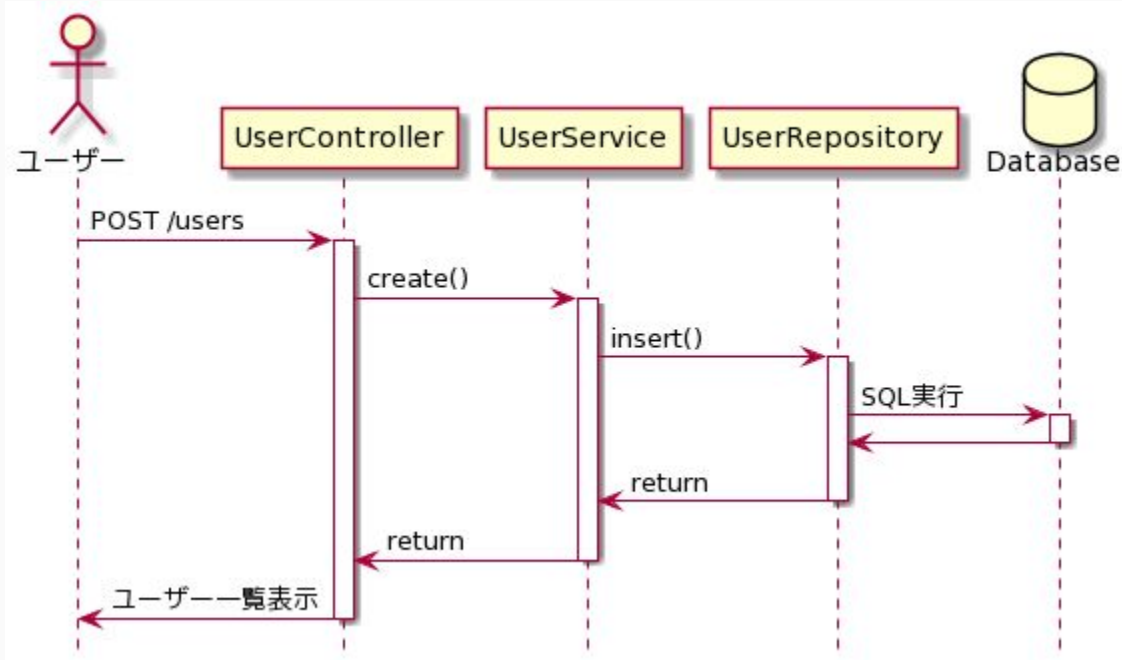 ユーザー
UserController
UserService
UserRepository
Database
POST /users
create()
insert()
SQL実行
return
return
ユーザー一覧表示